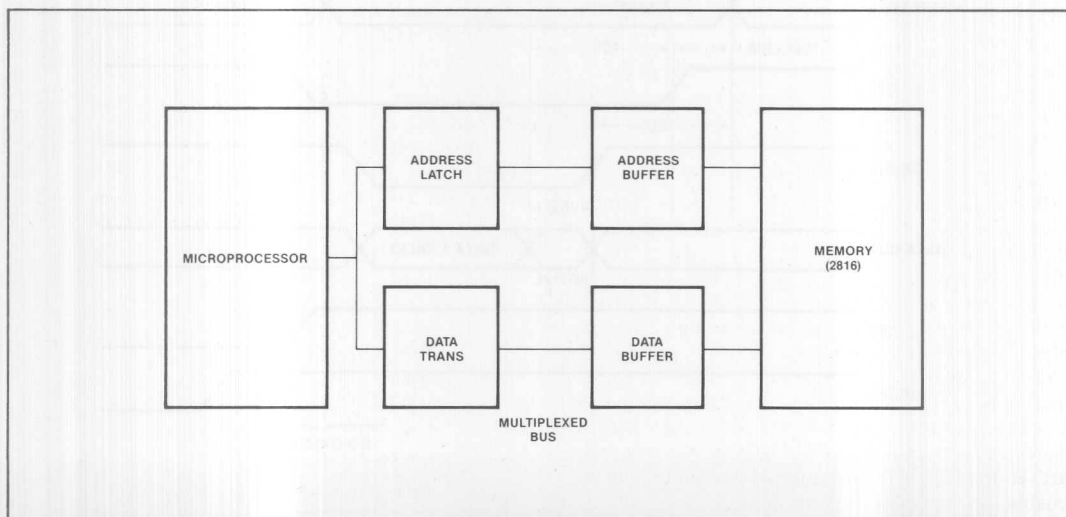 MICROPROCESSOR
ADDRESS
LATCH
ADDRESS
BUFFER
DATA
TRANS
DATA
BUFFER
MEMORY
(2816)
MULTIPLEXED
BUS